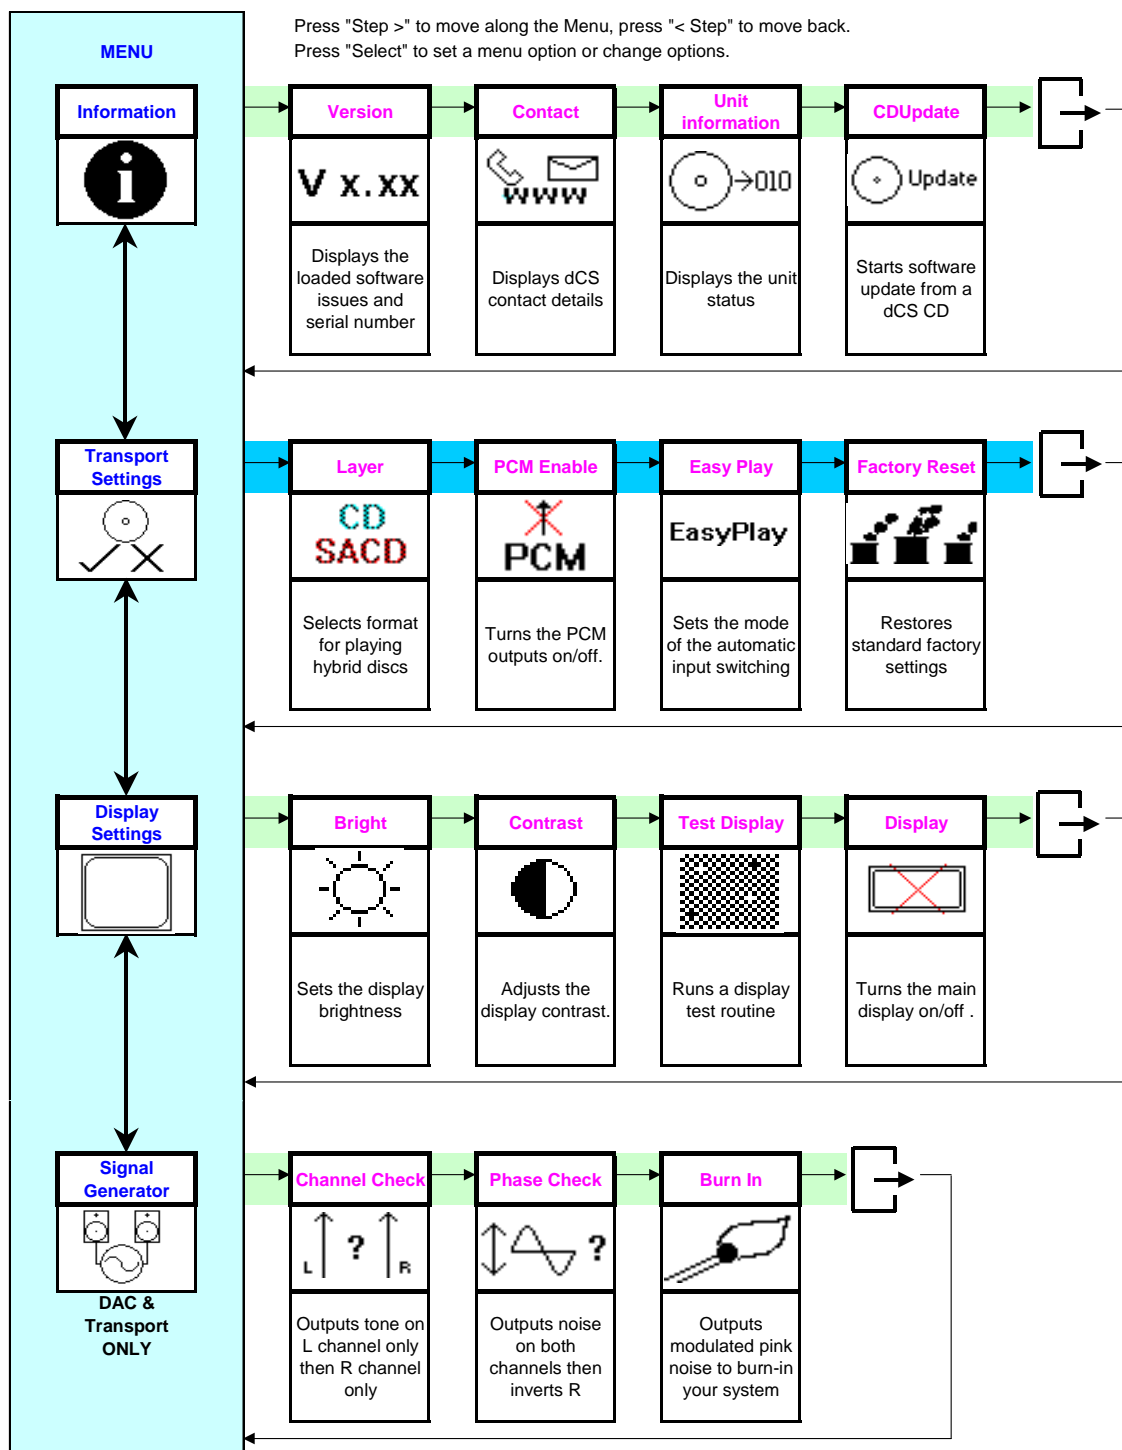 Press "Step >" to move along the Menu, press "< Step" to move back.
Press "Select" to set a menu option or change options.
MENU
Information
Version
Contact
Unit
information
CDUpdate
V x.xx
www
010
Update
Displays the
loaded software
issues and
serial number
Displays dCS
contact details
Displays the unit
status
Starts software
update from a
dCS CD
Transport
Settings
Layer
PCM Enable
Easy Play
Factory Reset
CD
SACD
PCM
EasyPlay
Selects format
for playing
hybrid discs
Turns the PCM
outputs on/off.
Sets the mode
of the automatic
input switching
Restores
standard factory
settings
Display
Settings
Bright
Contrast
Test Display
Display
Sets the display
brightness
Adjusts the
display contrast.
Runs a display
test routine
Turns the main
display on/off .
Signal
Generator
Channel Check
Phase Check
Burn In
L ? R
?
DAC &
Transport
ONLY
Outputs tone on
L channel only
then R channel
only
Outputs noise
on both
channels then
inverts R
Outputs
modulated pink
noise to burn-in
your system